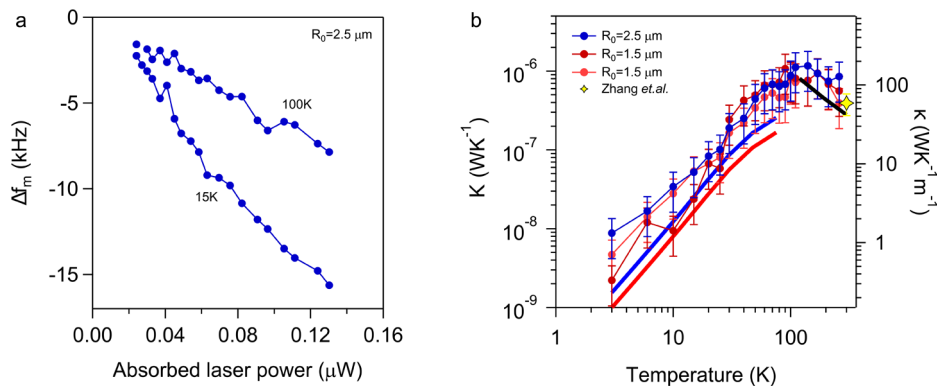 a
R₀=2.5 μm
0
-5
-10
-15
Δfₘ (kHz)
100K
15K
0.00 0.04 0.08 0.12 0.16
Absorbed laser power (μW)
b
R₀=2.5 μm
R₀=1.5 μm
R₀=1.5 μm
Zhang et.al.
10⁻⁶
10⁻⁷
10⁻⁸
10⁻⁹
K (WK⁻¹)
100
10
1
κ (WK⁻¹m⁻¹)
1 10 100
Temperature (K)